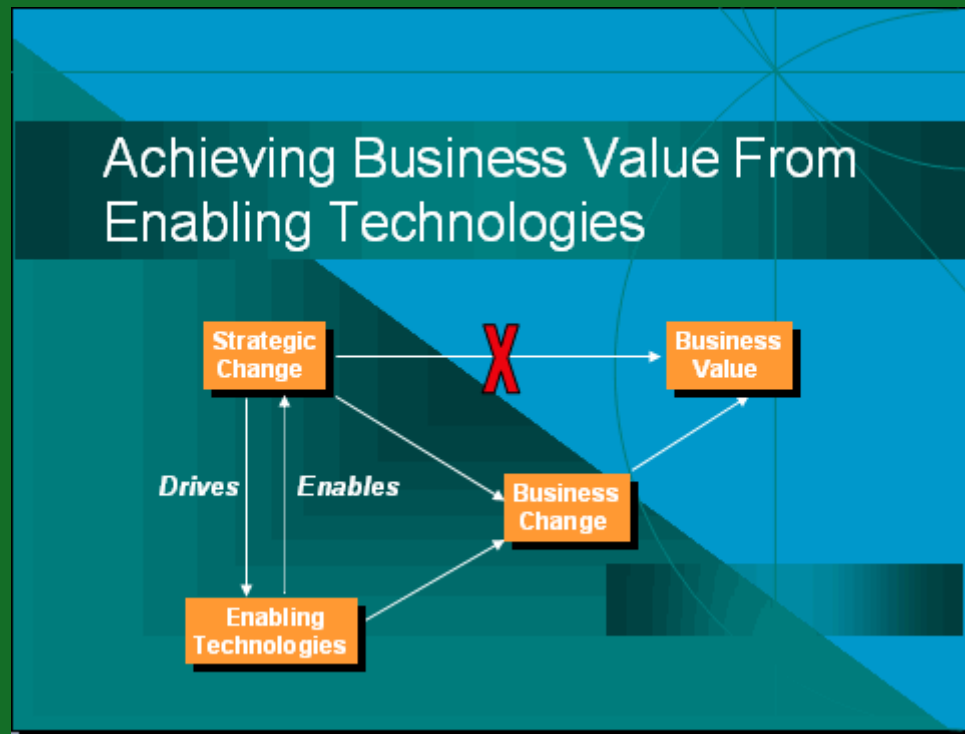 Achieving Business Value From
Enabling Technologies
Strategic
Change
X
Business
Value
Drives
Enables
Business
Change
Enabling
Technologies